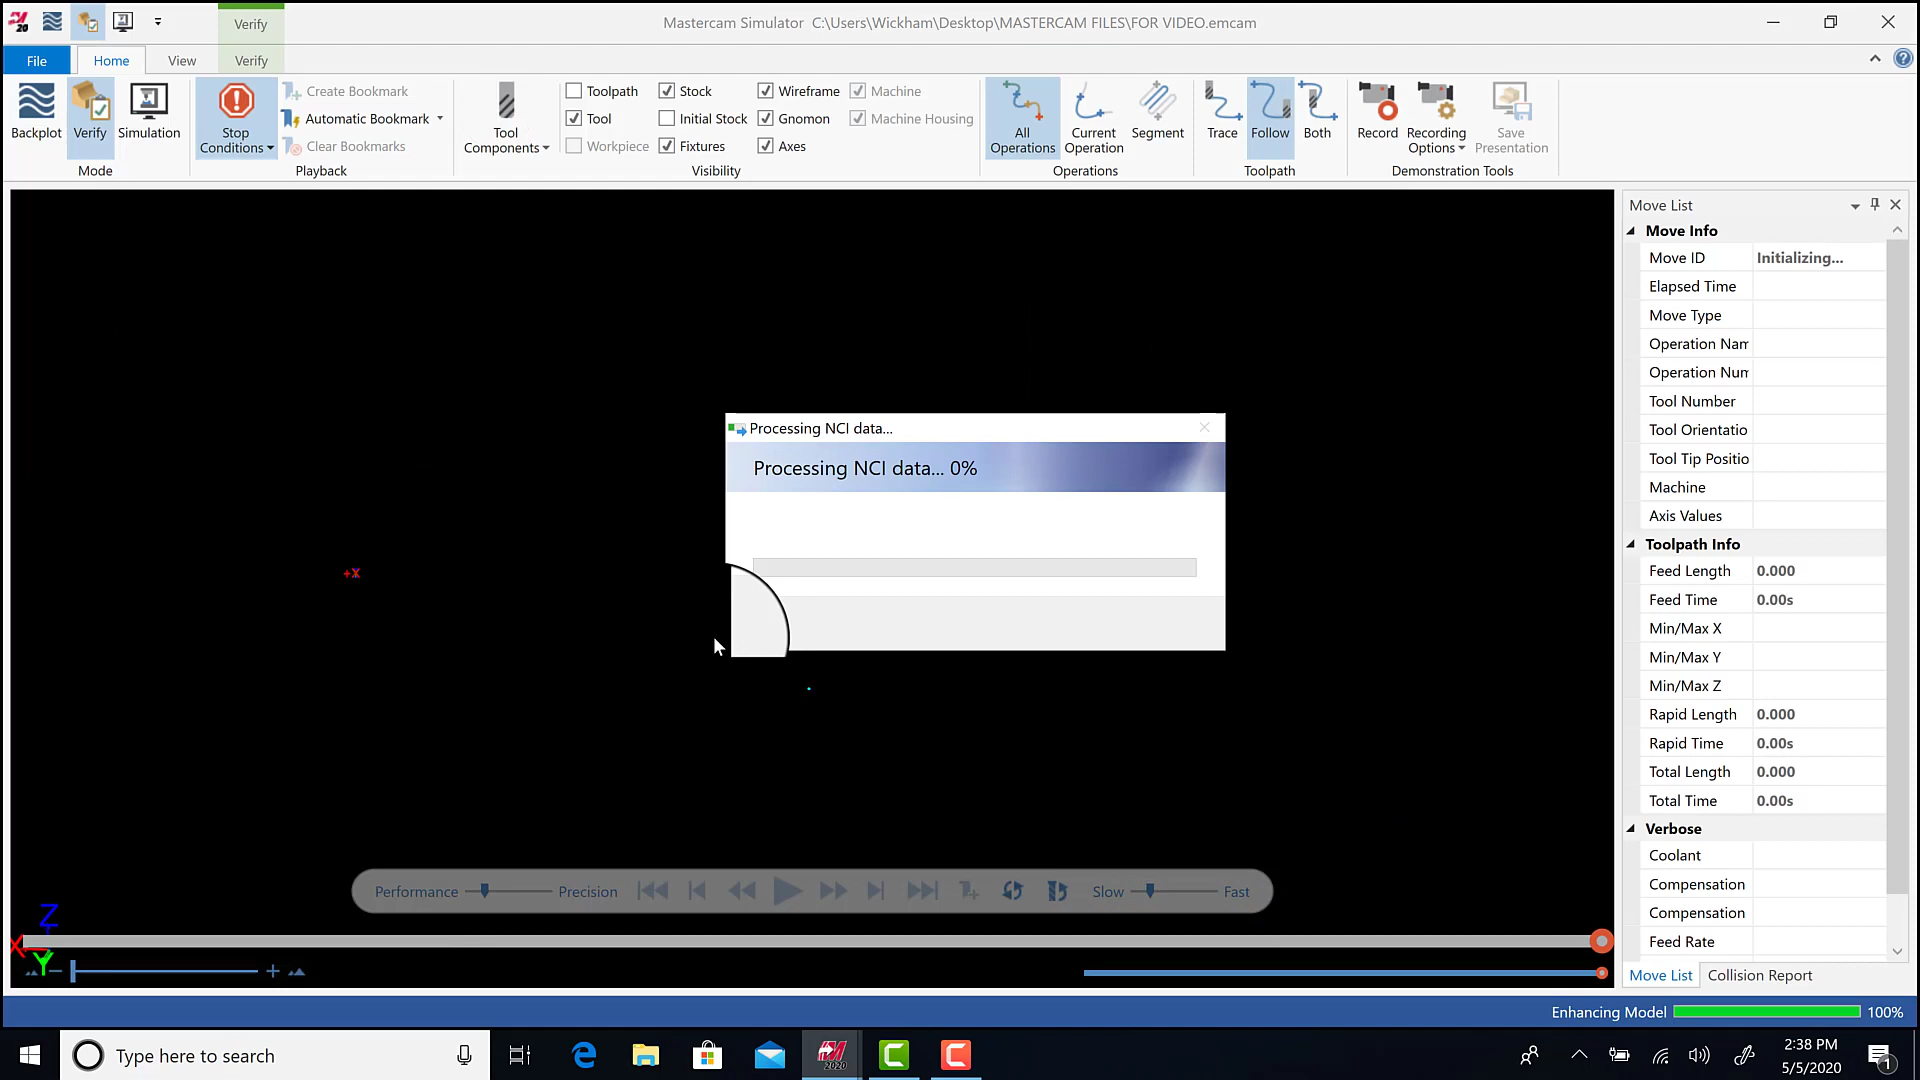 Verify
Mastercam Simulator C:\Users\Wickham\Desktop\MASTERCAM FILES\FOR VIDEO.emcam
File
Home
View
Verify
Backplot
Verify
Simulation
Mode
Stop
Conditions
Create Bookmark
Automatic Bookmark
Clear Bookmarks
Playback
Tool
Components
Toolpath
Tool
Workpiece
Stock
Initial Stock
Fixtures
Wireframe
Gnomon
Axes
Machine
Machine Housing
Visibility
All
Operations
Current
Operation
Segment
Operations
Trace
Follow
Both
Toolpath
Record
Recording
Options
Save
Presentation
Demonstration Tools
Move List
Move Info
Move ID Initializing...
Elapsed Time
Move Type
Operation Nam
Operation Num
Tool Number
Tool Orientatio
Tool Tip Positio
Machine
Axis Values
Toolpath Info
Feed Length 0.000
Feed Time 0.00s
Min/Max X
Min/Max Y
Min/Max Z
Rapid Length 0.000
Rapid Time 0.00s
Total Length 0.000
Total Time 0.00s
Verbose
Coolant
Compensation
Compensation
Feed Rate
Move List
Collision Report
Processing NCI data...
Processing NCI data... 0%
+X
Performance
Precision
Slow
Fast
Z
X
Y
Enhancing Model 100%
Type here to search
2020
2:38 PM
5/5/2020
1